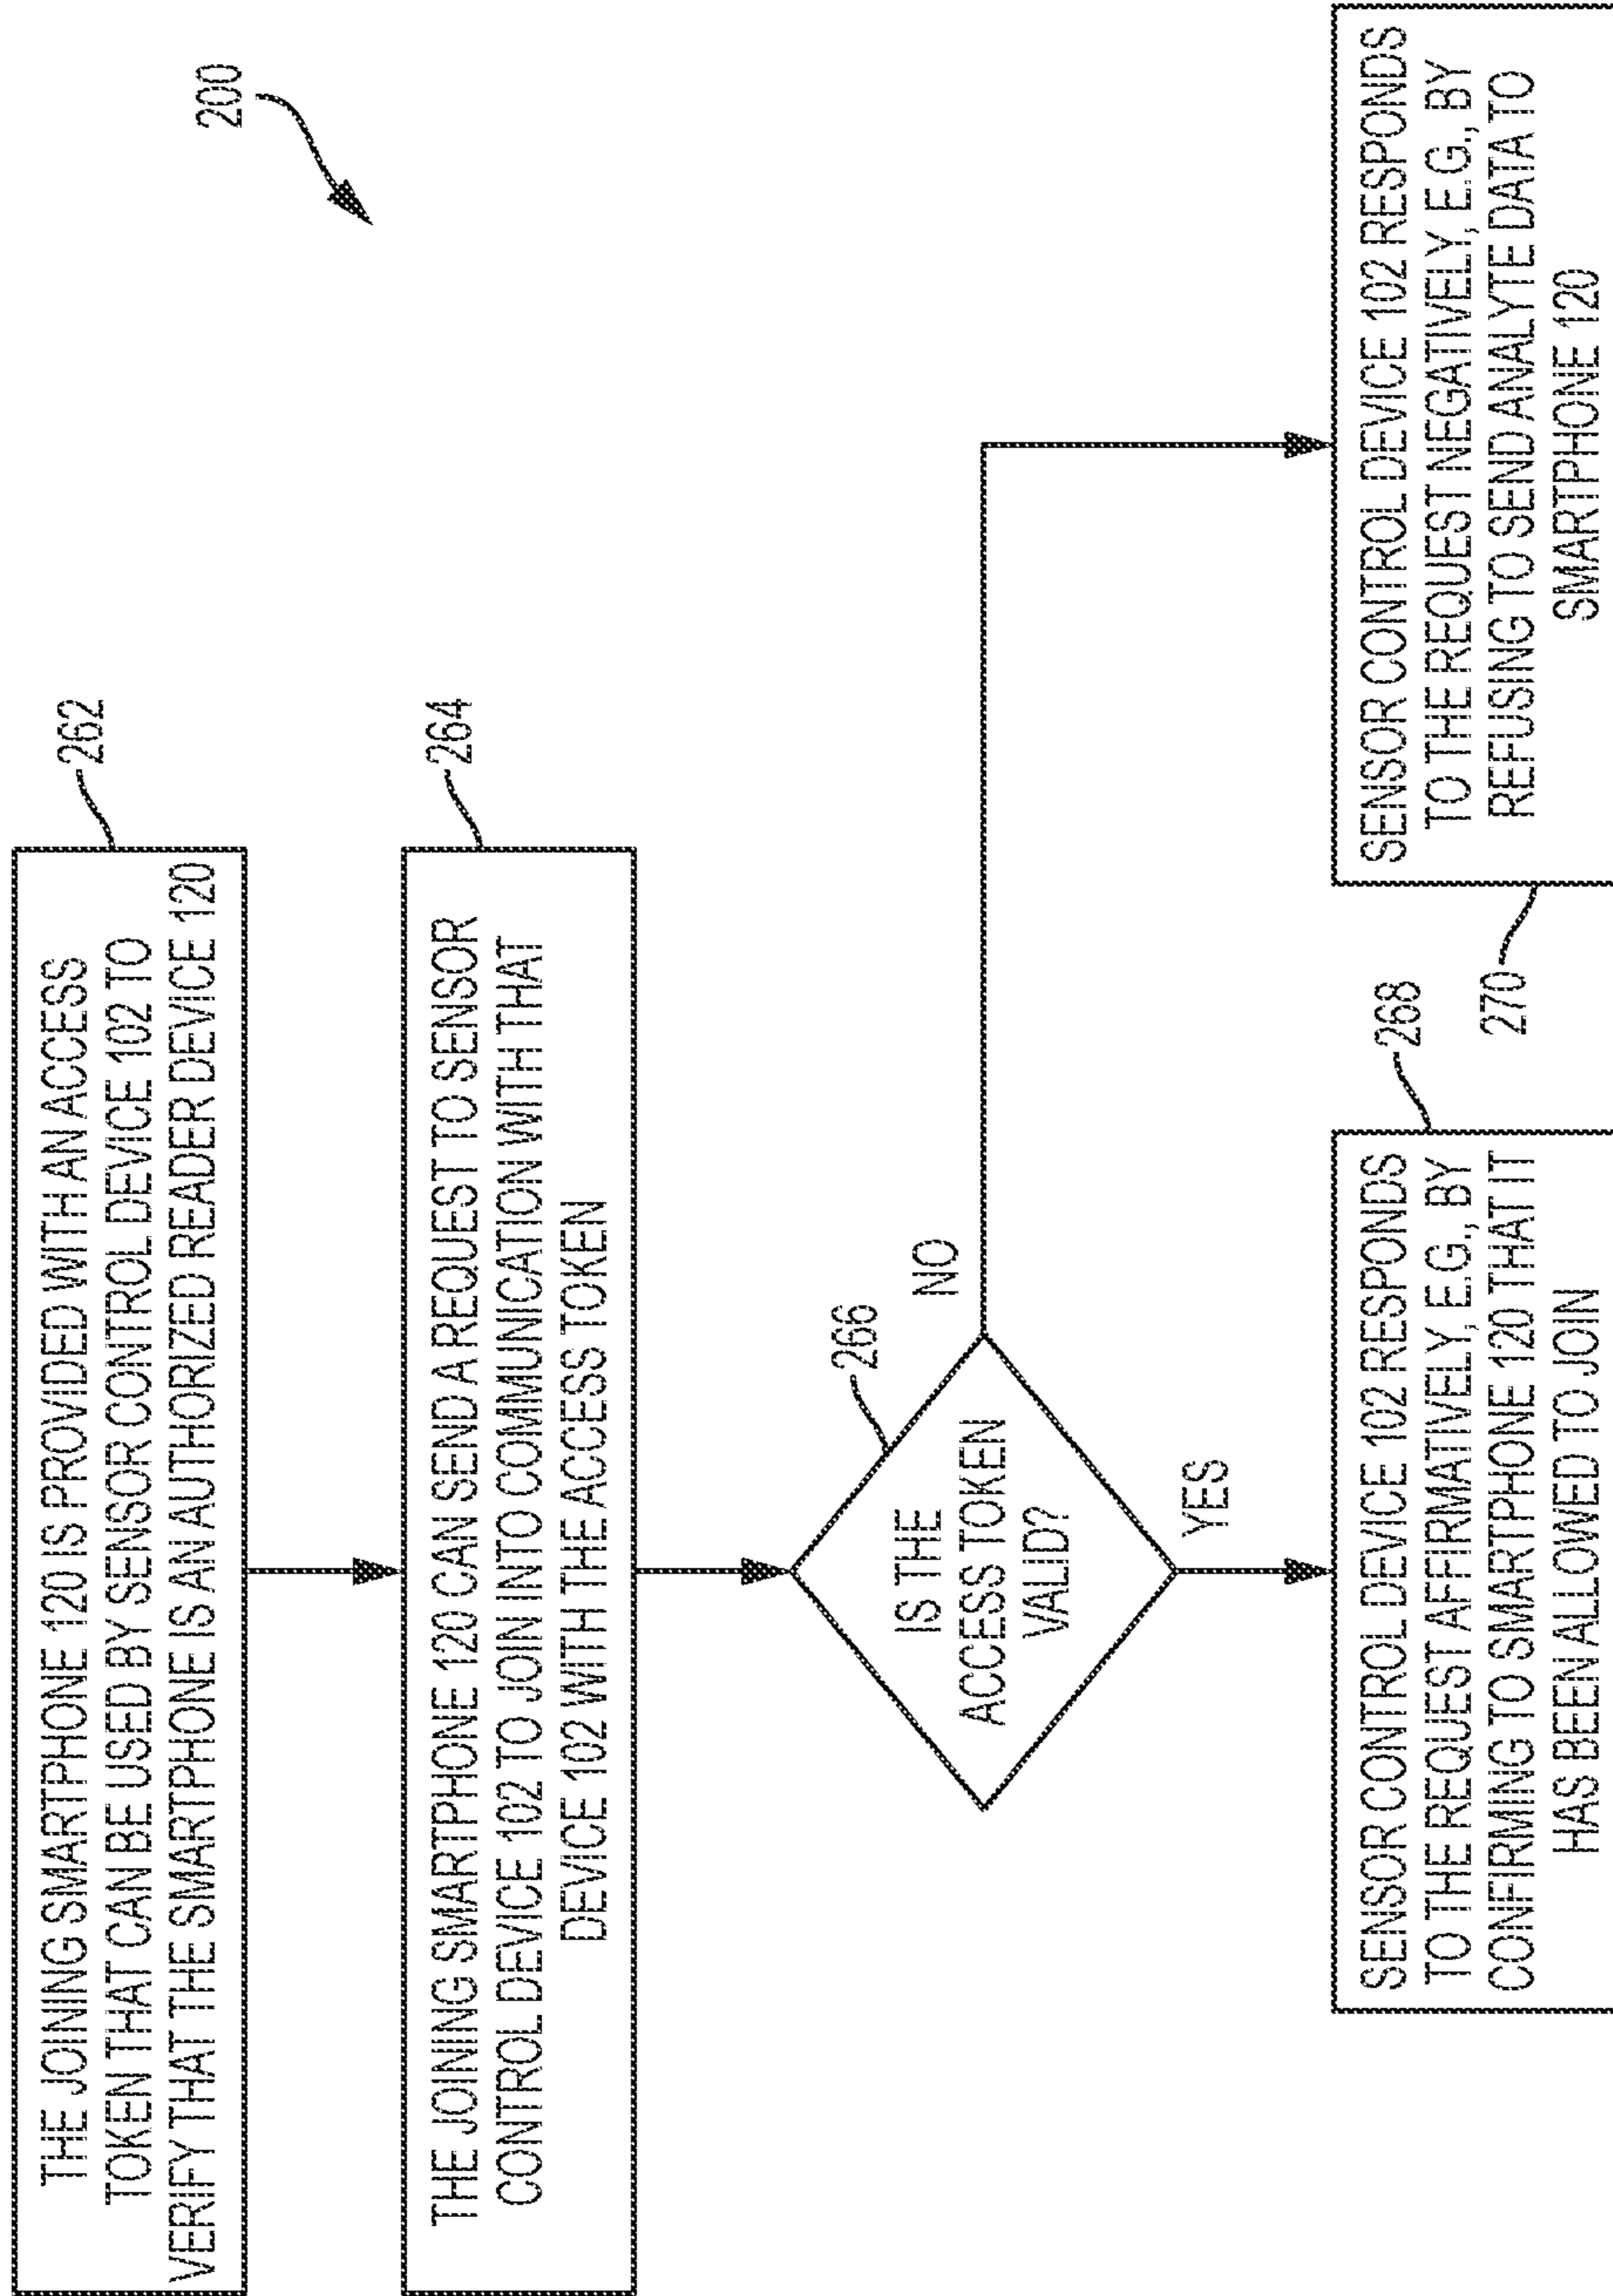 200
THE JOINING SMARTPHONE 120 IS PROVIDED WITH AN ACCESS
TOKEN THAT CAN BE USED BY SENSOR CONTROL DEVICE 102 TO
VERIFY THAT THE SMARTPHONE IS AN AUTHORIZED READER DEVICE 120
262
THE JOINING SMARTPHONE 120 CAN SEND A REQUEST TO SENSOR
CONTROL DEVICE 102 TO JOIN INTO COMMUNICATION WITH THAT
DEVICE 102 WITH THE ACCESS TOKEN
264
IS THE
ACCESS TOKEN
VALID?
266
NO
YES
SENSOR CONTROL DEVICE 102 RESPONDS
TO THE REQUEST AFFIRMATIVELY, E.G., BY
CONFIRMING TO SMARTPHONE 120 THAT IT
HAS BEEN ALLOWED TO JOIN
268
SENSOR CONTROL DEVICE 102 RESPONDS
TO THE REQUEST NEGATIVELY, E.G., BY
REFUSING TO SEND ANALYTE DATA TO
SMARTPHONE 120
270